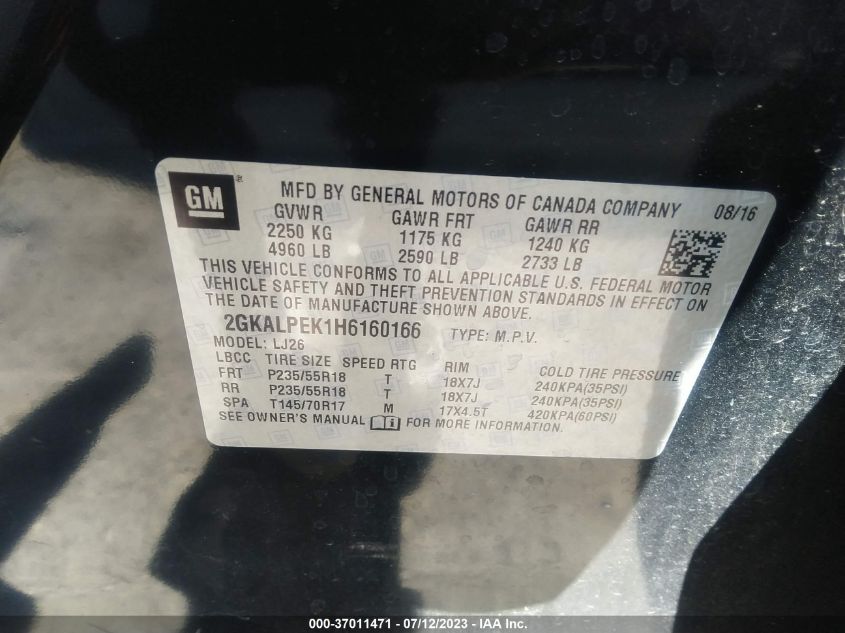 GM MFD BY GENERAL MOTORS OF CANADA COMPANY 08/16
GVWR GAWR FRT GAWR RR
2250 KG 1175 KG 1240 KG
4960 LB 2590 LB 2733 LB
THIS VEHICLE CONFORMS TO ALL APPLICABLE U.S. FEDERAL MOTOR
VEHICLE SAFETY AND THEFT PREVENTION STANDARDS IN EFFECT ON
THE DATE OF MANUFACTURE SHOWN ABOVE.
2GKALPEK1H6160166 TYPE: M.P.V.
MODEL: LJ26
LBCC TIRE SIZE SPEED RTG RIM COLD TIRE PRESSURE
FRT P235/55R18 T 18X7J 240KPA(35PSI)
RR P235/55R18 T 18X7J 240KPA(35PSI)
SPA T145/70R17 M 17X4.5T 420KPA(60PSI)
SEE OWNER'S MANUAL FOR MORE INFORMATION.
000-37011471 - 07/12/2023 - IAA Inc.